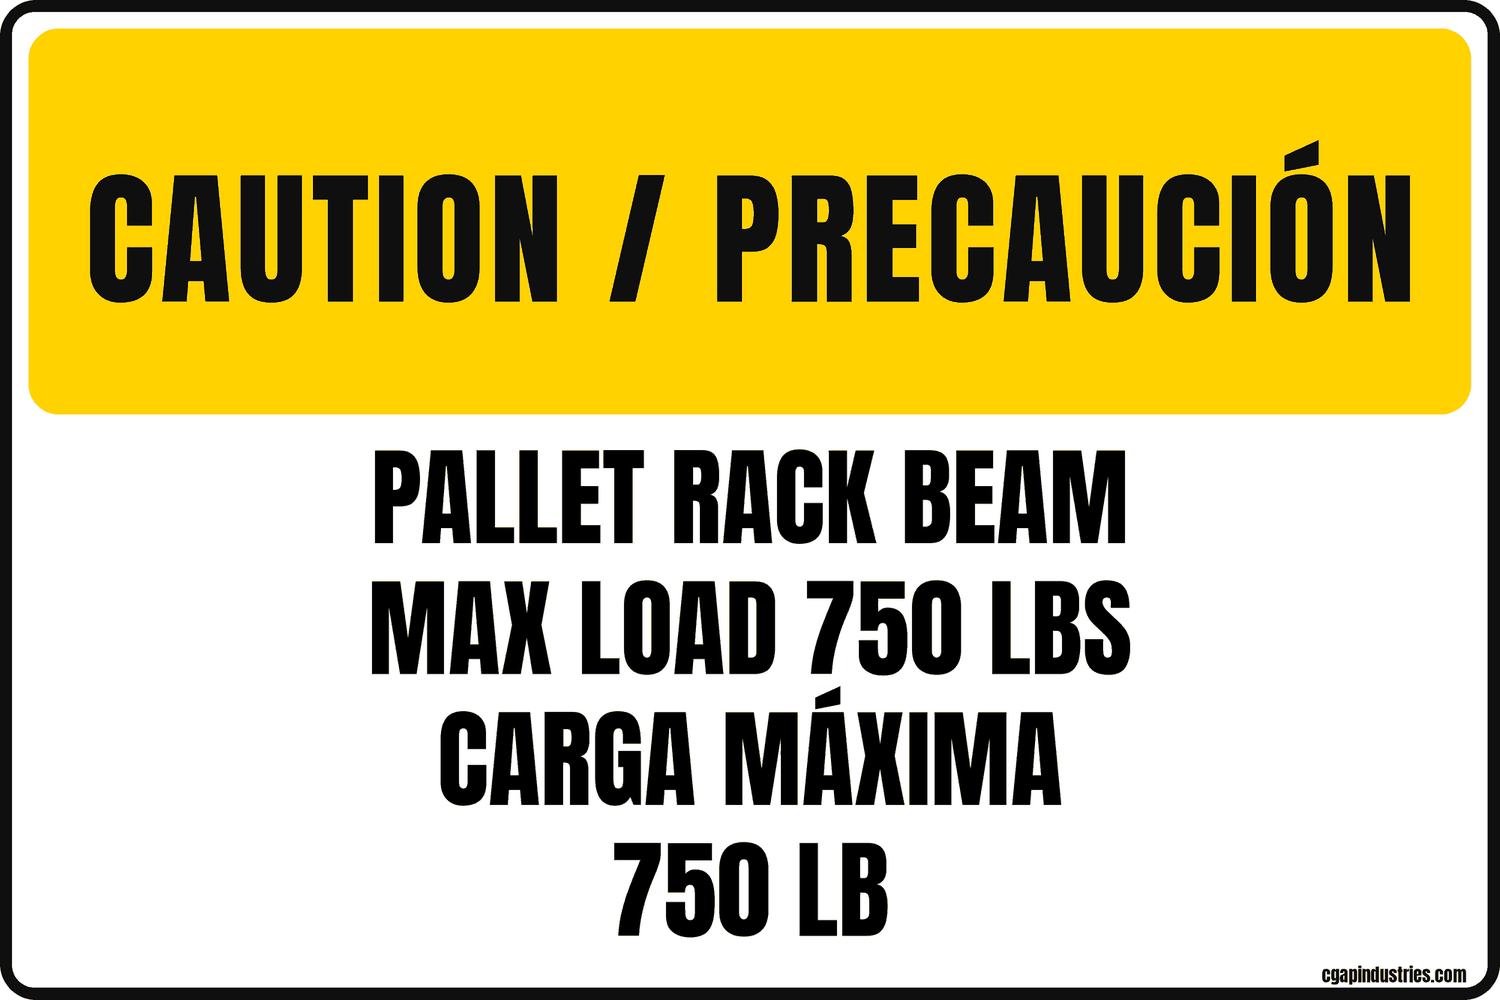 CAUTION / PRECAUCIÓN
PALLET RACK BEAM
MAX LOAD 750 LBS
CARGA MÁXIMA
750 LB
cgapindustries.com